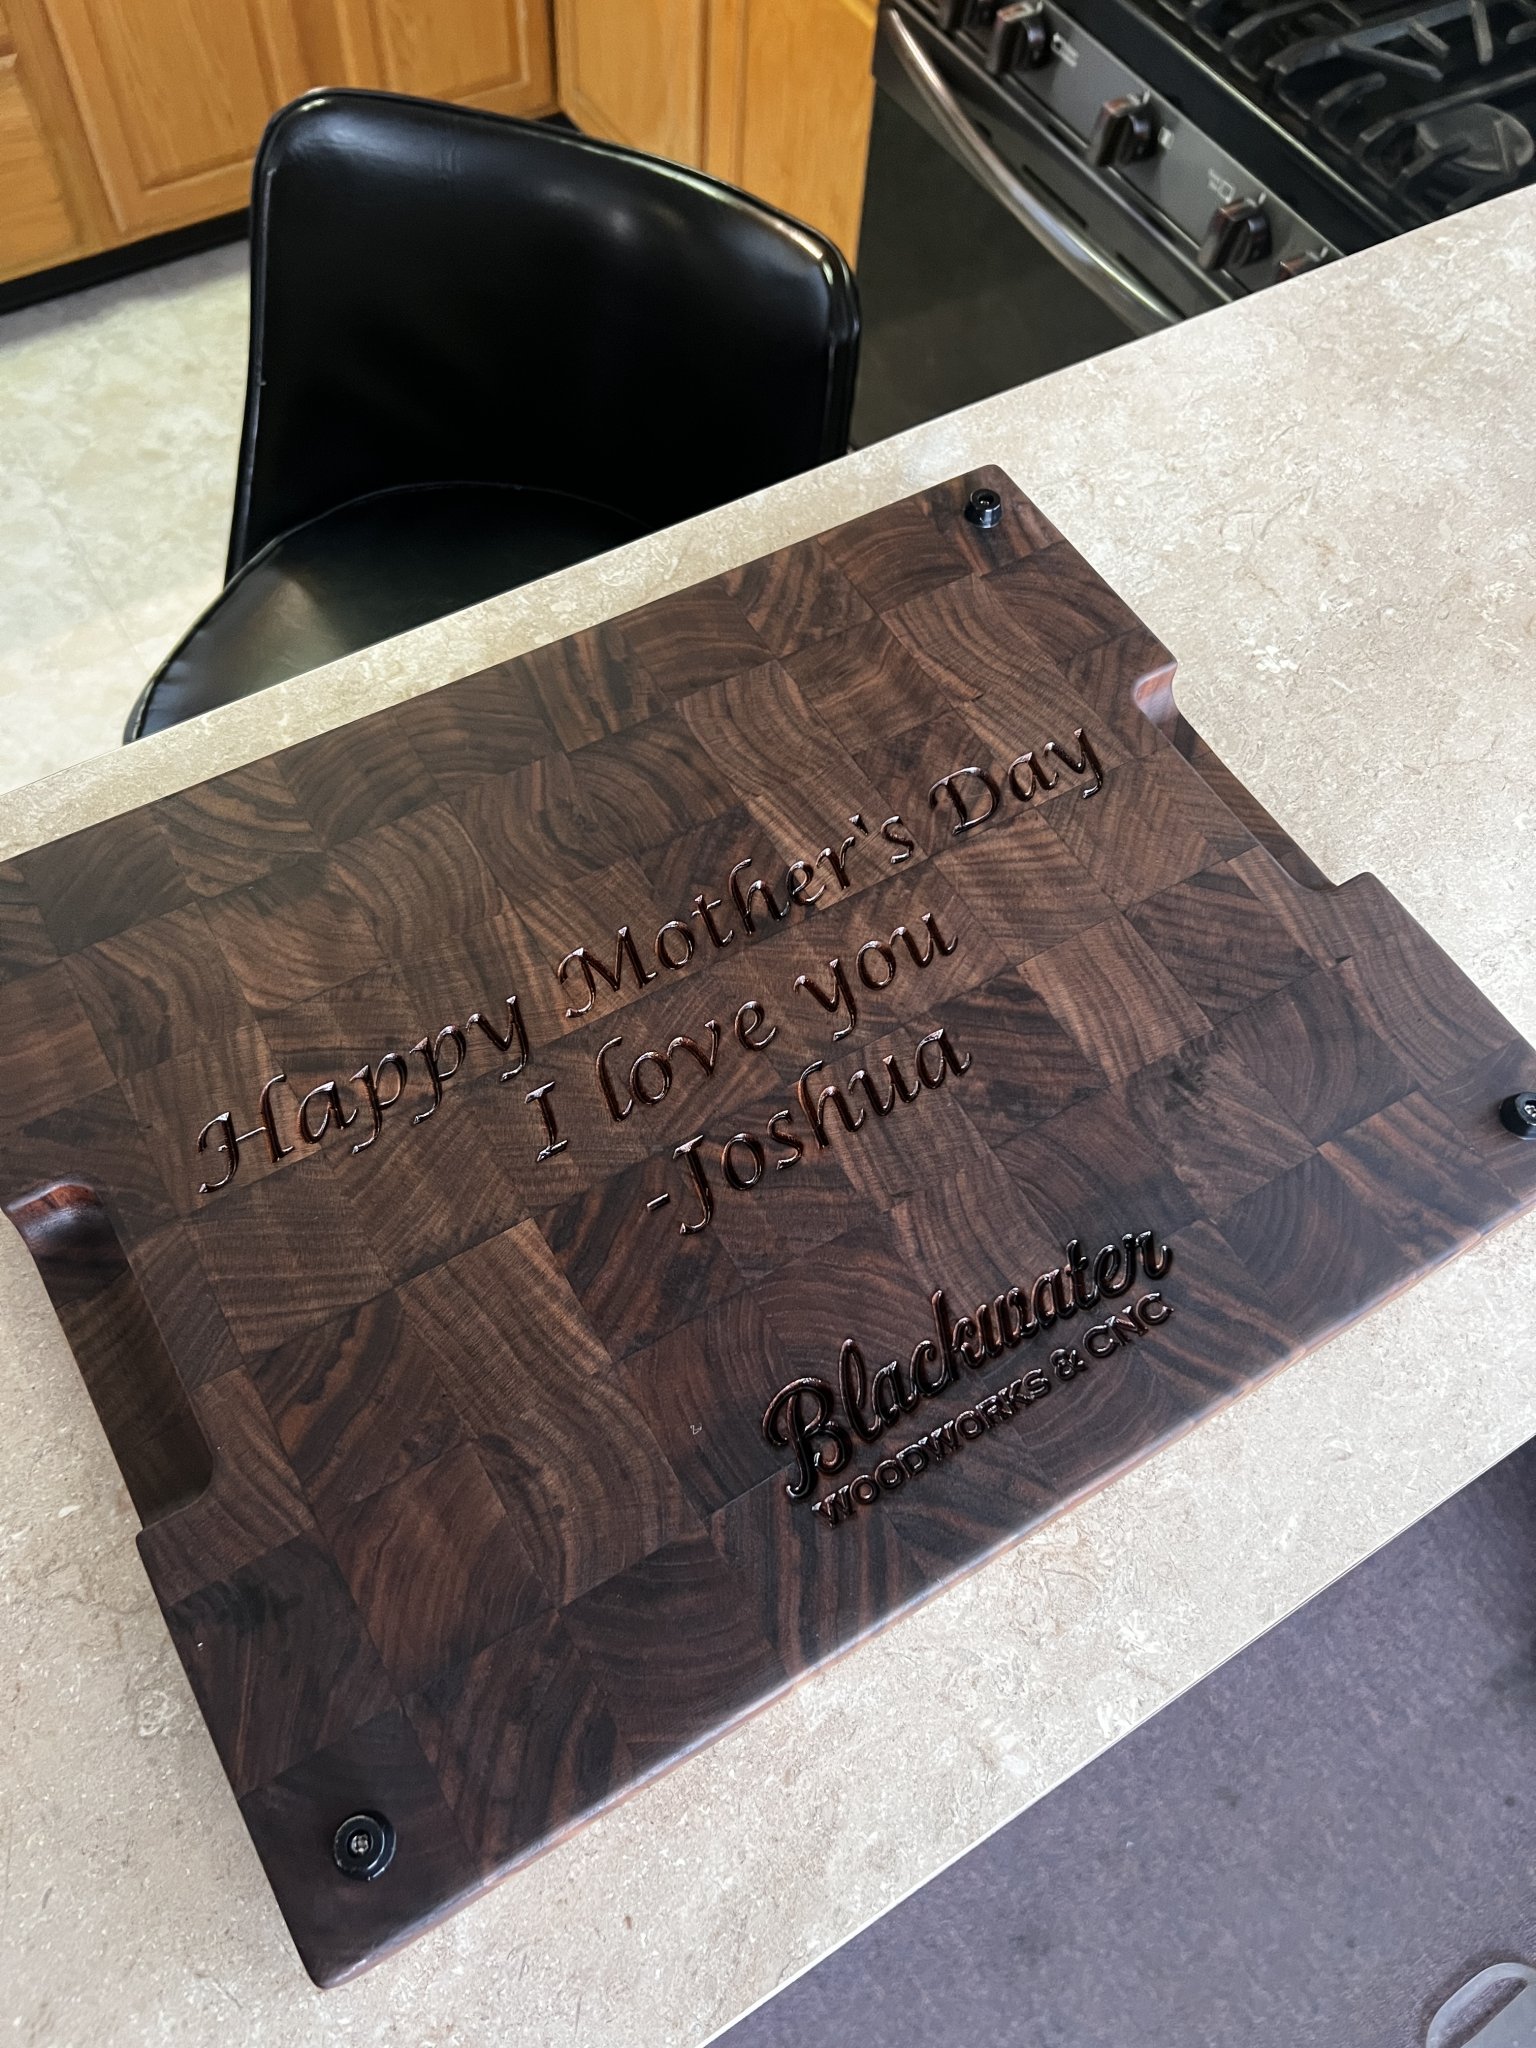 Happy Mother's Day
I love you
-Joshua
Blackwater
WOODWORKS & CNC